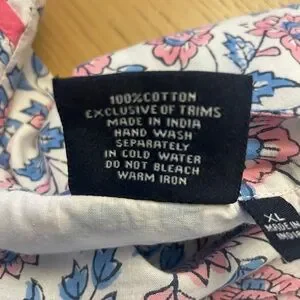 100%COTTON
EXCLUSIVE OF TRIMS
MADE IN INDIA
HAND WASH
SEPARATELY
IN COLD WATER
DO NOT BLEACH
WARM IRON
XL
MADE IN
INDIA